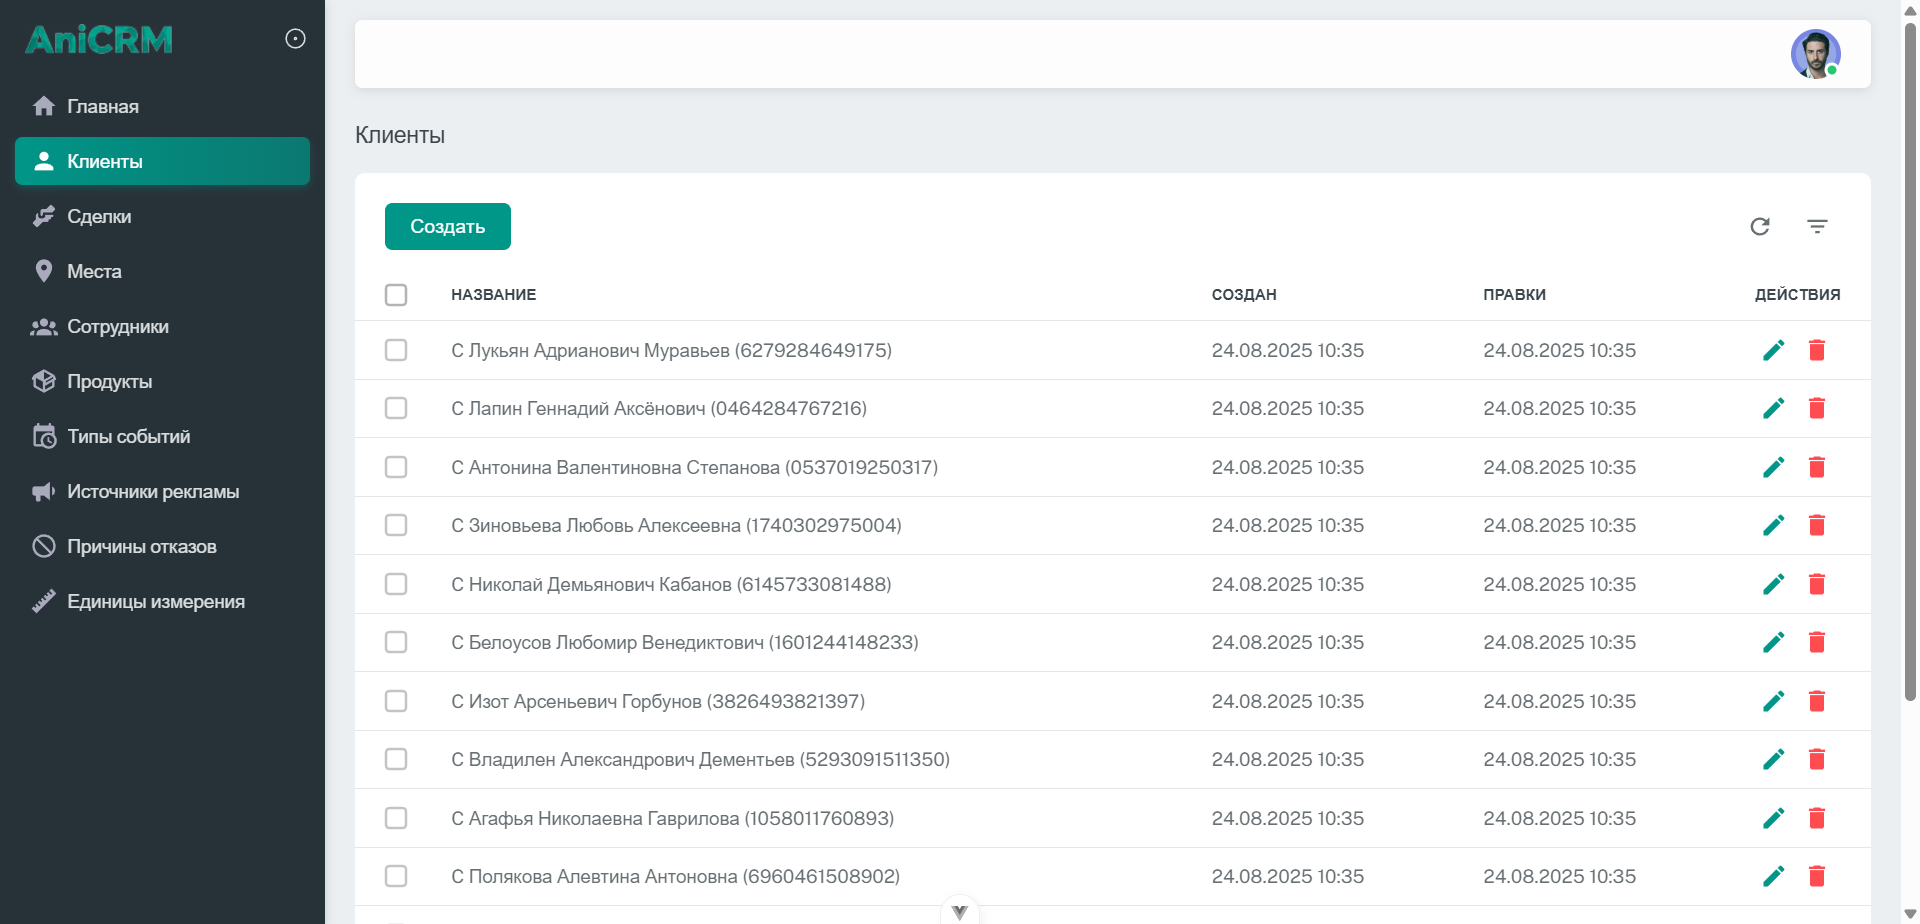 AniCRM
Главная
Клиенты
Сделки
Места
Сотрудники
Продукты
Типы событий
Источники рекламы
Причины отказов
Единицы измерения
Клиенты
Создать
НАЗВАНИЕ СОЗДАН ПРАВКИ ДЕЙСТВИЯ
С Лукьян Адрианович Муравьев (6279284649175) 24.08.2025 10:35 24.08.2025 10:35
С Лапин Геннадий Аксёнович (0464284767216) 24.08.2025 10:35 24.08.2025 10:35
С Антонина Валентиновна Степанова (0537019250317) 24.08.2025 10:35 24.08.2025 10:35
С Зиновьева Любовь Алексеевна (1740302975004) 24.08.2025 10:35 24.08.2025 10:35
С Николай Демьянович Кабанов (6145733081488) 24.08.2025 10:35 24.08.2025 10:35
С Белоусов Любомир Венедиктович (1601244148233) 24.08.2025 10:35 24.08.2025 10:35
С Изот Арсеньевич Горбунов (3826493821397) 24.08.2025 10:35 24.08.2025 10:35
С Владилен Александрович Дементьев (5293091511350) 24.08.2025 10:35 24.08.2025 10:35
С Агафья Николаевна Гаврилова (1058011760893) 24.08.2025 10:35 24.08.2025 10:35
С Полякова Алевтина Антоновна (6960461508902) 24.08.2025 10:35 24.08.2025 10:35